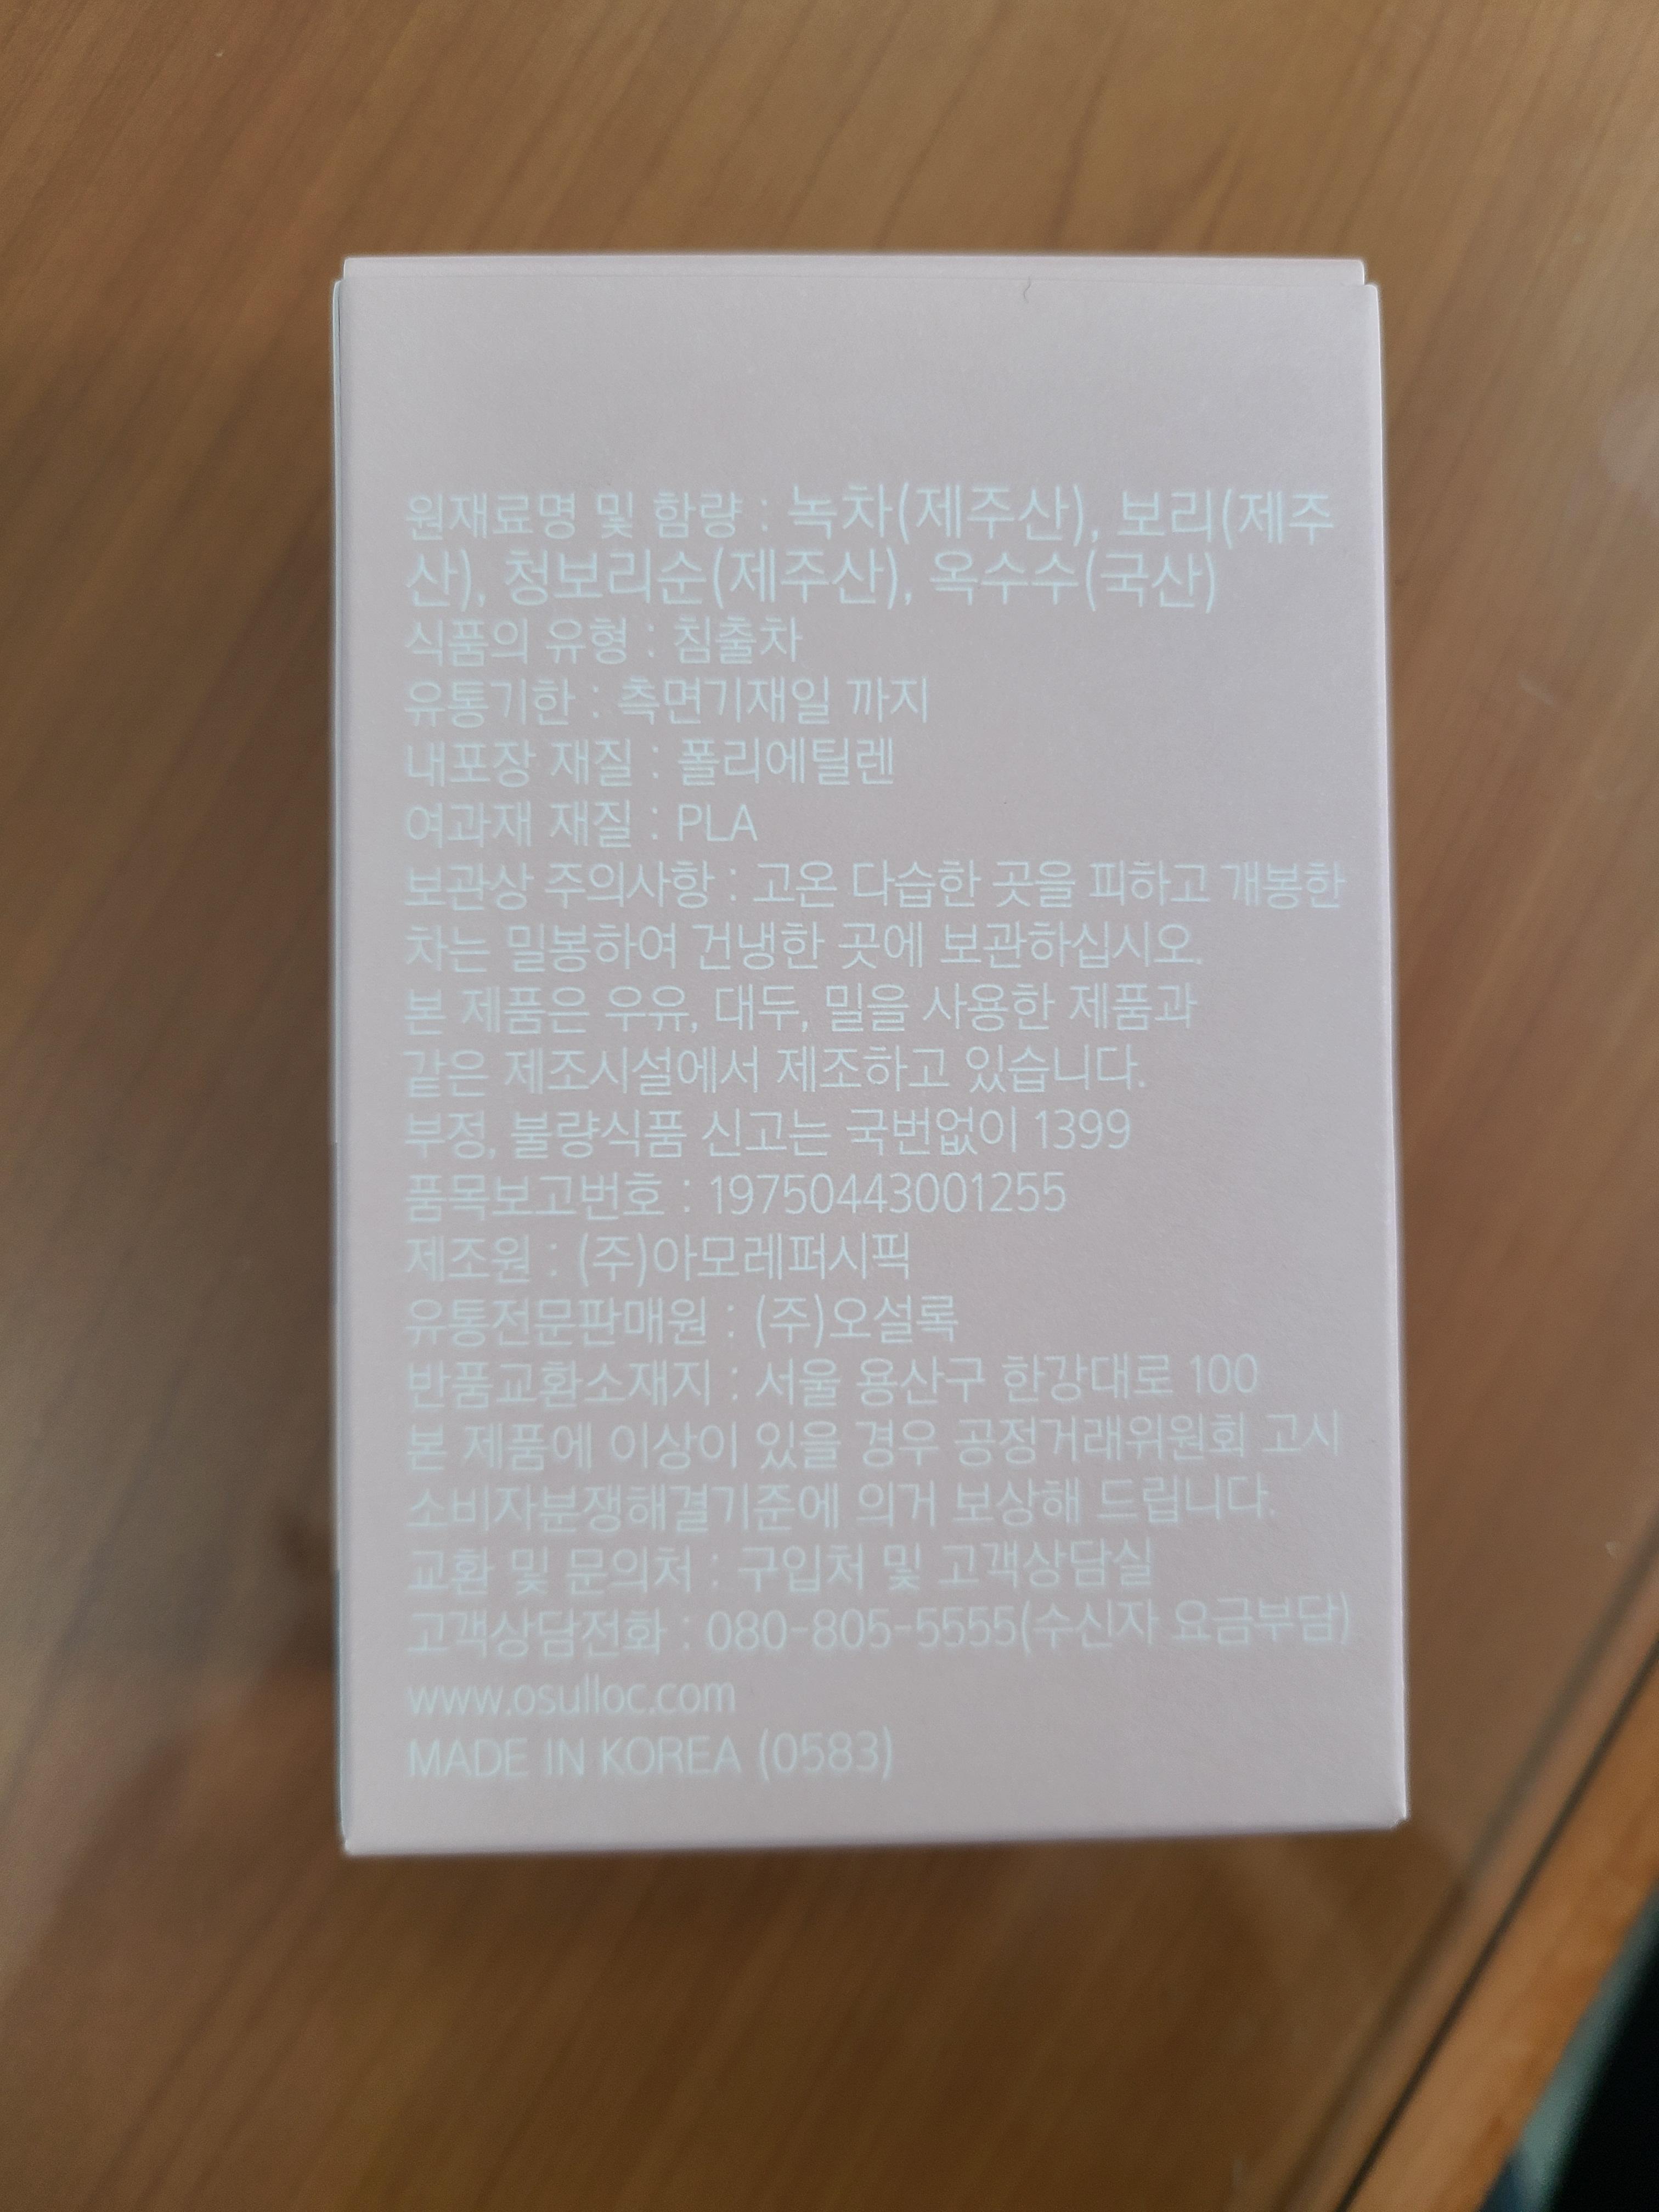 원재료명 및 함량 : 녹차(제주산), 보리(제주
산), 청보리순(제주산), 옥수수(국산)
식품의 유형 : 침출차
유통기한 : 측면기재일 까지
내포장 재질 : 폴리에틸렌
여과재 재질 : PLA
보관상 주의사항 : 고온 다습한 곳을 피하고 개봉한
차는 밀봉하여 건냉한 곳에 보관하십시오.
본 제품은 우유, 대두, 밀을 사용한 제품과
같은 제조시설에서 제조하고 있습니다.
부정, 불량식품 신고는 국번없이 1399
품목보고번호 : 19750443001255
제조원 : (주)아모레퍼시픽
유통전문판매원 : (주)오설록
반품교환소재지 : 서울 용산구 한강대로 100
본 제품에 이상이 있을 경우 공정거래위원회 고시
소비자분쟁해결기준에 의거 보상해 드립니다.
교환 및 문의처 : 구입처 및 고객상담실
고객상담전화 : 080-805-5555(수신자 요금부담)
www.osulloc.com
MADE IN KOREA (0583)